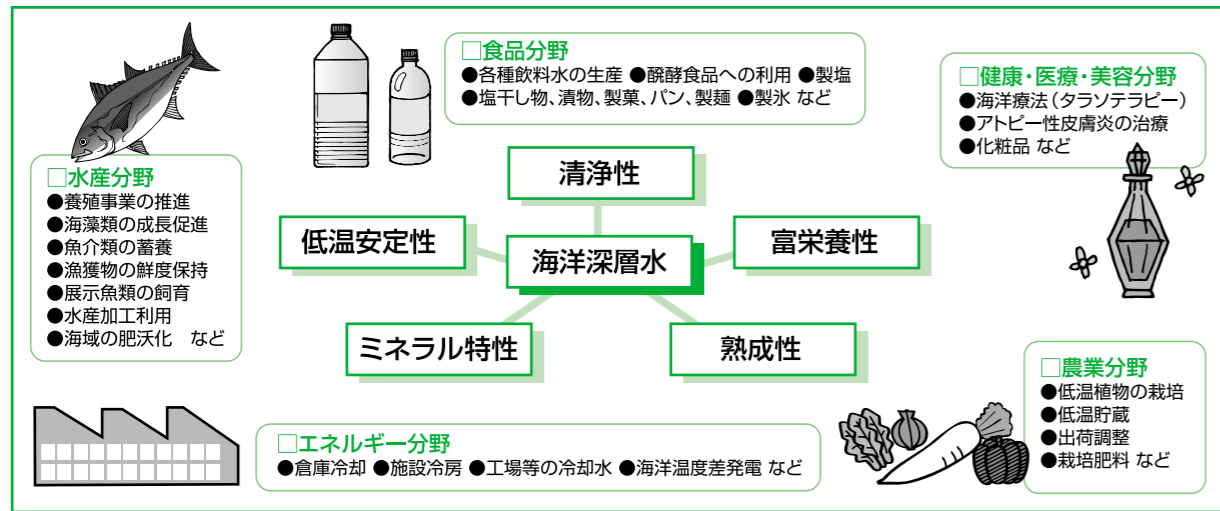 □食品分野
●各種飲料水の生産 ●醗酵食品への利用 ●製塩
●塩干し物、漬物、製菓、パン、製麺 ●製氷 など
□健康・医療・美容分野
●海洋療法(タラソテラピー)
●アトピー性皮膚炎の治療
●化粧品 など
□水産分野
●養殖事業の推進
●海藻類の成長促進
●魚介類の蓄養
●漁獲物の鮮度保持
●展示魚類の飼育
●水産加工利用
●海域の肥沃化 など
清浄性
低温安定性
海洋深層水
富栄養性
ミネラル特性
熟成性
□農業分野
●低温植物の栽培
●低温貯蔵
●出荷調整
●栽培肥料 など
□エネルギー分野
●倉庫冷却 ●施設冷房 ●工場等の冷却水 ●海洋温度差発電 など